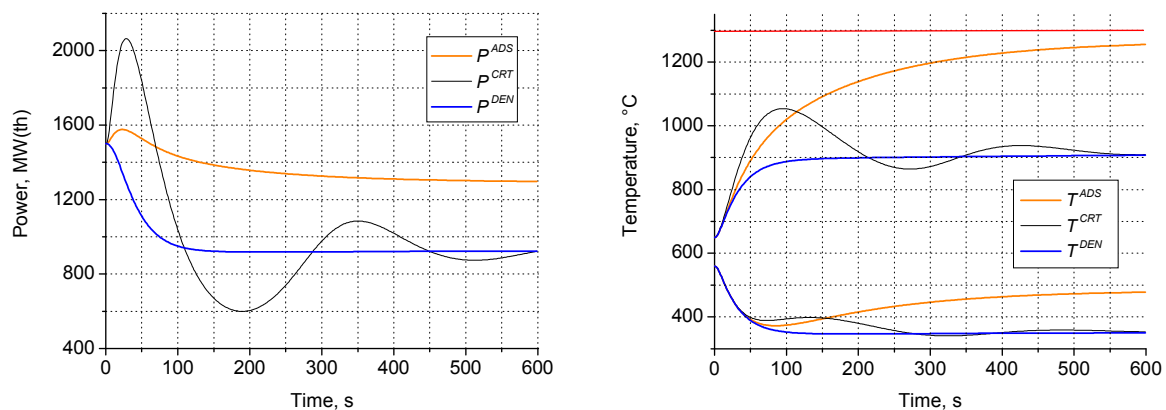 2000
1600
1200
800
400
Power, MW(th)
P^ADS
P^CRT
P^DEN
0 100 200 300 400 500 600
Time, s
1200
1000
800
600
400
Temperature, °C
T^ADS
T^CRT
T^DEN
0 100 200 300 400 500 600
Time, s